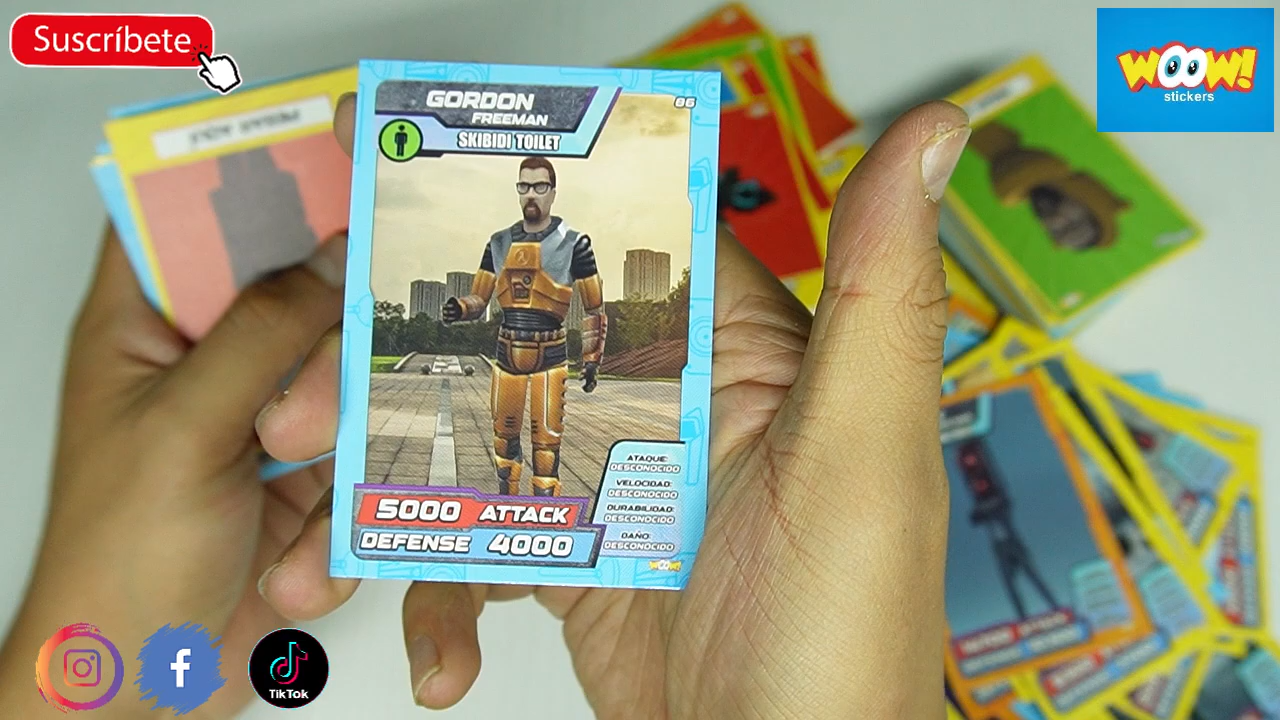 Suscríbete
WOOW!
stickers
GORDON
FREEMAN
86
SKIBIDI TOILET
ATAQUE:
DESCONOCIDO
VELOCIDAD:
DESCONOCIDO
DURABILIDAD:
DESCONOCIDO
DAÑO:
DESCONOCIDO
5000 ATTACK
DEFENSE 4000
WOOW!
TikTok